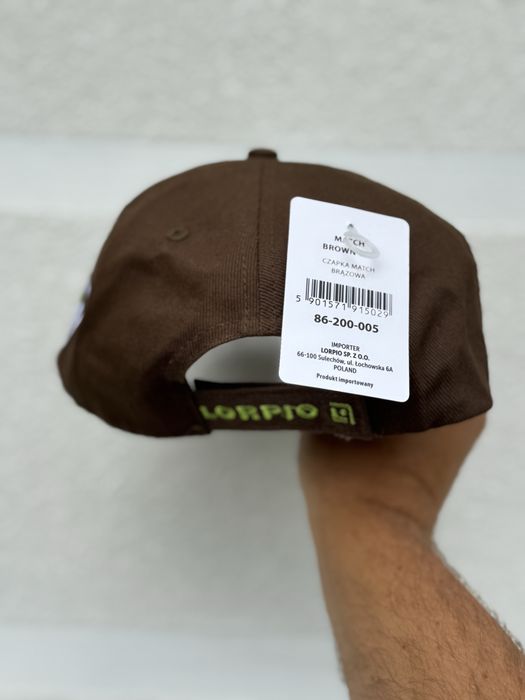 MATCH
BROWN
CZAPKA MATCH
BRĄZOWA
5 901571 915029
86-200-005
IMPORTER
LORPIO SP. Z O.O.
66-100 Sulechów, ul. Łochowska 6A
POLAND
Produkt importowany
LORPIO